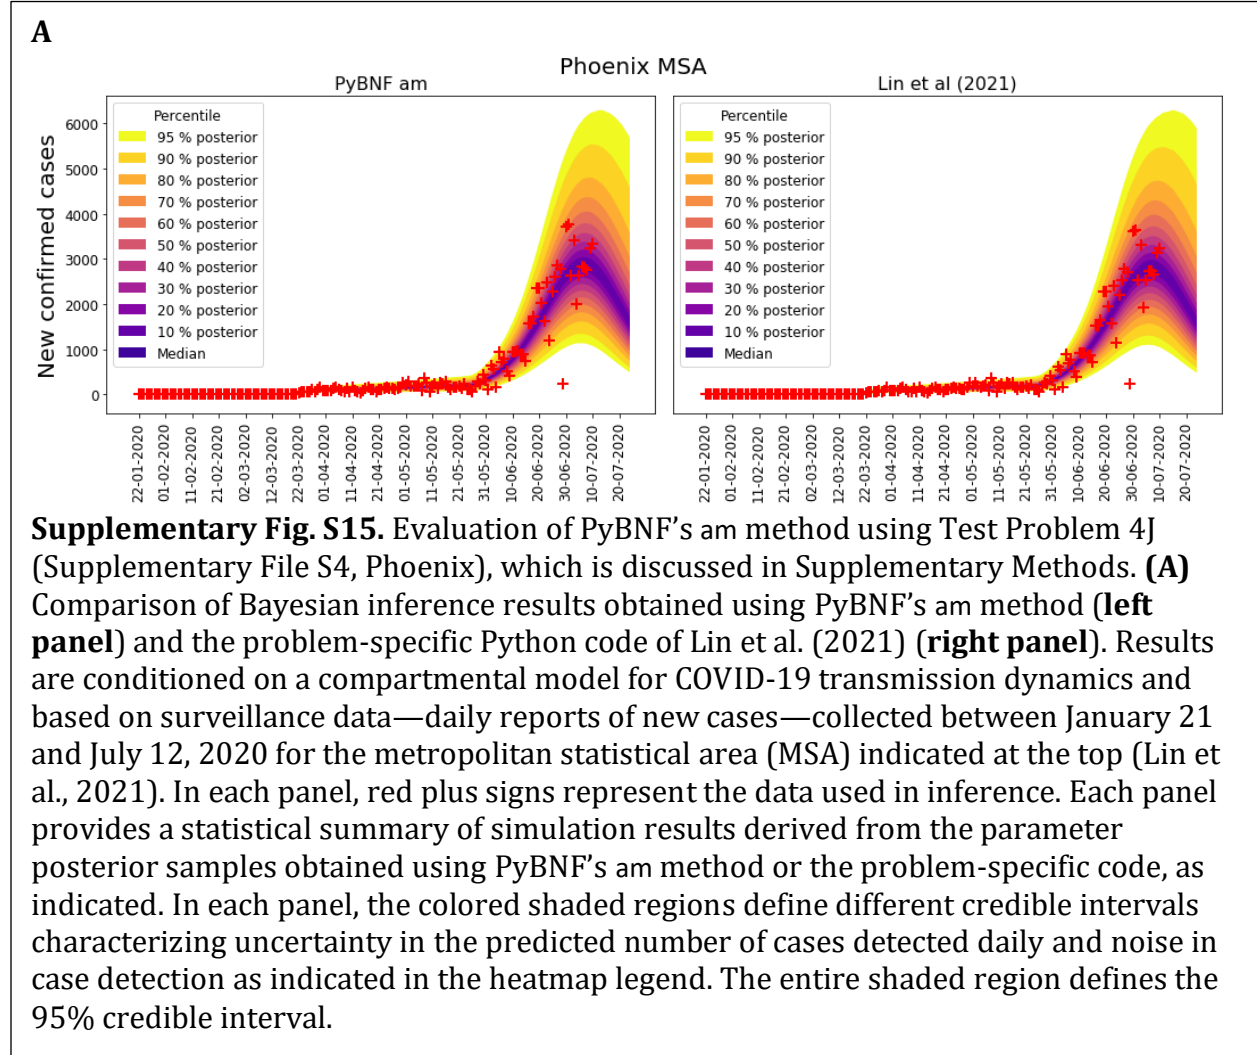 A
Phoenix MSA
PyBNF am
Lin et al (2021)
New confirmed cases
6000
5000
4000
3000
2000
1000
0
Percentile
95 % posterior
90 % posterior
80 % posterior
70 % posterior
60 % posterior
50 % posterior
40 % posterior
30 % posterior
20 % posterior
10 % posterior
Median
Percentile
95 % posterior
90 % posterior
80 % posterior
70 % posterior
60 % posterior
50 % posterior
40 % posterior
30 % posterior
20 % posterior
10 % posterior
Median
22-01-2020
01-02-2020
11-02-2020
21-02-2020
02-03-2020
12-03-2020
22-03-2020
01-04-2020
11-04-2020
21-04-2020
01-05-2020
11-05-2020
21-05-2020
31-05-2020
10-06-2020
20-06-2020
30-06-2020
10-07-2020
20-07-2020
22-01-2020
01-02-2020
11-02-2020
21-02-2020
02-03-2020
12-03-2020
22-03-2020
01-04-2020
11-04-2020
21-04-2020
01-05-2020
11-05-2020
21-05-2020
31-05-2020
10-06-2020
20-06-2020
30-06-2020
10-07-2020
20-07-2020
Supplementary Fig. S15. Evaluation of PyBNF's am method using Test Problem 4J
(Supplementary File S4, Phoenix), which is discussed in Supplementary Methods. (A)
Comparison of Bayesian inference results obtained using PyBNF's am method (left
panel) and the problem-specific Python code of Lin et al. (2021) (right panel). Results
are conditioned on a compartmental model for COVID-19 transmission dynamics and
based on surveillance data—daily reports of new cases—collected between January 21
and July 12, 2020 for the metropolitan statistical area (MSA) indicated at the top (Lin et
al., 2021). In each panel, red plus signs represent the data used in inference. Each panel
provides a statistical summary of simulation results derived from the parameter
posterior samples obtained using PyBNF's am method or the problem-specific code, as
indicated. In each panel, the colored shaded regions define different credible intervals
characterizing uncertainty in the predicted number of cases detected daily and noise in
case detection as indicated in the heatmap legend. The entire shaded region defines the
95% credible interval.